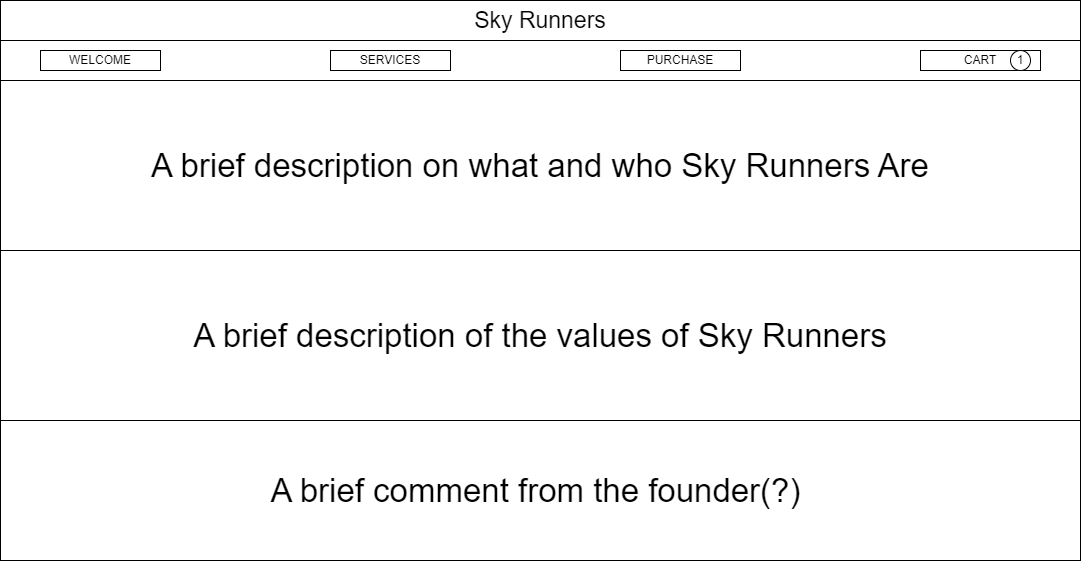 Sky Runners
WELCOME
SERVICES
PURCHASE
CART
1
A brief description on what and who Sky Runners Are
A brief description of the values of Sky Runners
A brief comment from the founder(?)